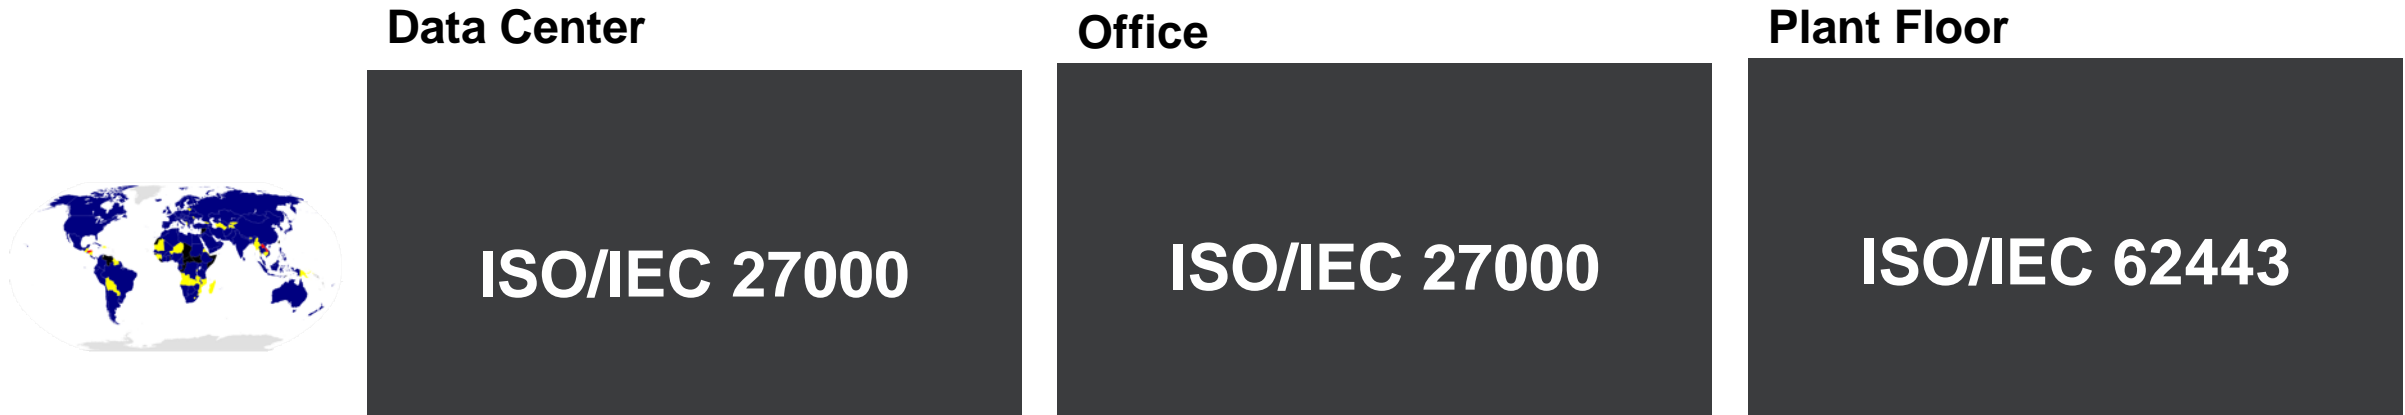 Data Center
Office
Plant Floor
ISO/IEC 27000
ISO/IEC 27000
ISO/IEC 62443